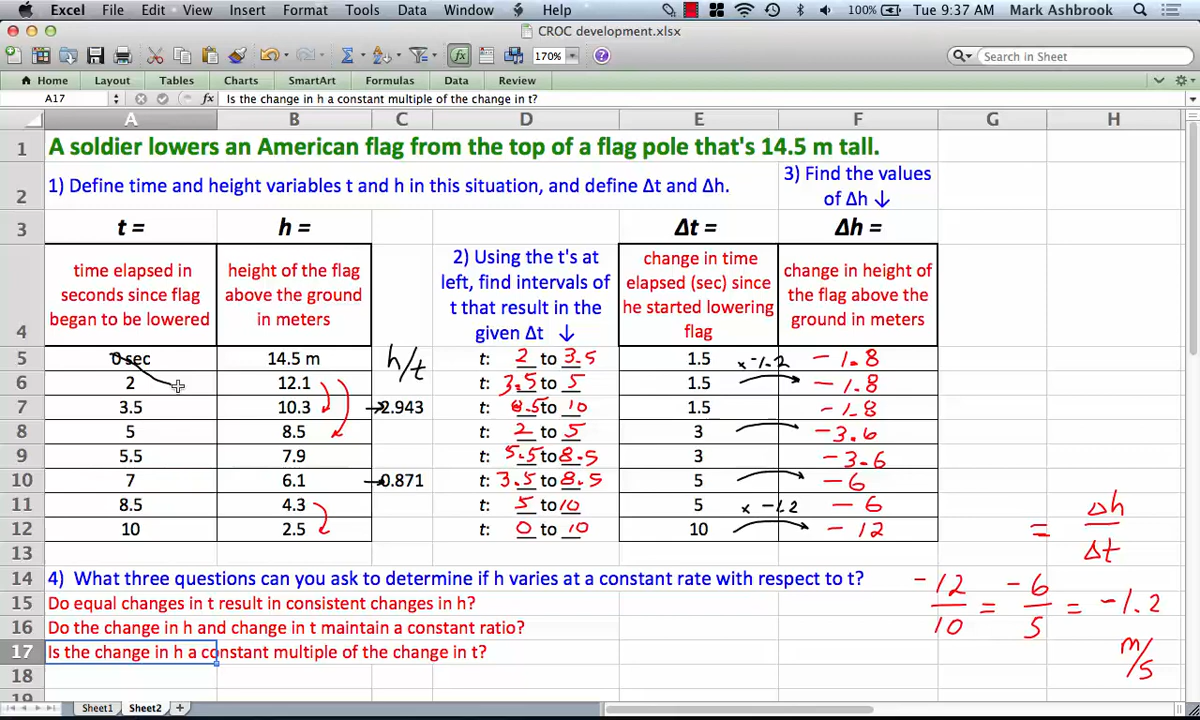 Excel File Edit View Insert Format Tools Data Window Help 100% Tue 9:37 AM Mark Ashbrook
CROC development.xlsx
170% Search in Sheet
Home Layout Tables Charts SmartArt Formulas Data Review
A17 fx Is the change in h a constant multiple of the change in t?
A B C D E F G H
1 A soldier lowers an American flag from the top of a flag pole that's 14.5 m tall.
2 1) Define time and height variables t and h in this situation, and define Δt and Δh. 3) Find the values of Δh ↓
3 t = h = Δt = Δh =
4 time elapsed in seconds since flag began to be lowered height of the flag above the ground in meters 2) Using the t's at left, find intervals of t that result in the given Δt ↓ change in time elapsed (sec) since he started lowering flag change in height of the flag above the ground in meters
5 0 sec 14.5 m h/t t: 2 to 3.5 1.5 x -1.2 -1.8
6 2 12.1 t: 3.5 to 5 1.5 -1.8
7 3.5 10.3 2.943 t: 8.5 to 10 1.5 -1.8
8 5 8.5 t: 2 to 5 3 -3.6
9 5.5 7.9 t: 5.5 to 8.5 3 -3.6
10 7 6.1 0.871 t: 3.5 to 8.5 5 -6
11 8.5 4.3 t: 5 to 10 5 x -1.2 -6
12 10 2.5 t: 0 to 10 10 -12
= Δh/Δt
13
14 4) What three questions can you ask to determine if h varies at a constant rate with respect to t?
15 Do equal changes in t result in consistent changes in h?
-12/10 = -6/5 = -1.2
16 Do the change in h and change in t maintain a constant ratio?
17 Is the change in h a constant multiple of the change in t?
m/s
18
19
Sheet1 Sheet2